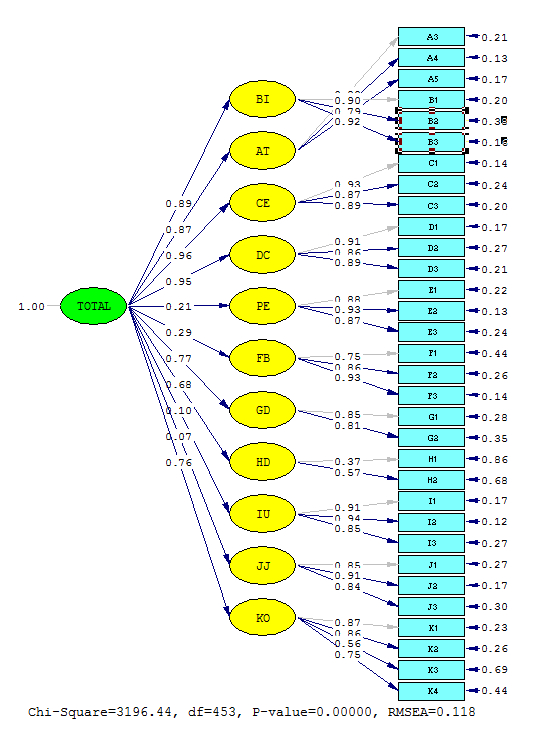 A3 0.21
A4 0.13
A5 0.17
BI 0.90 B1 0.20
0.79 B2
0.92 B3
AT
C1 0.14
0.93
0.87 C2 0.24
CE 0.89 C3 0.20
0.89
D1 0.17
0.87
0.91 D2 0.27
DC 0.86
0.96 0.89 D3 0.21
0.95 E1 0.22
1.00 TOTAL 0.21 PE 0.88
0.93 E2 0.13
0.87 E3 0.24
0.29
F1 0.44
0.77 FB 0.75
0.86 F2 0.26
0.68 0.93
F3 0.14
0.10 GD 0.85 G1 0.28
0.81
0.07 G2 0.35
0.76 HD 0.37 H1 0.86
0.57
H2 0.68
I1 0.17
IU 0.91
0.94 I2 0.12
0.85 I3 0.27
JJ 0.85 J1 0.27
0.91 J2 0.17
0.84
J3 0.30
KO 0.87 K1 0.23
0.86
0.56 K2 0.26
0.75
K3 0.69
K4 0.44
Chi-Square=3196.44, df=453, P-value=0.00000, RMSEA=0.118